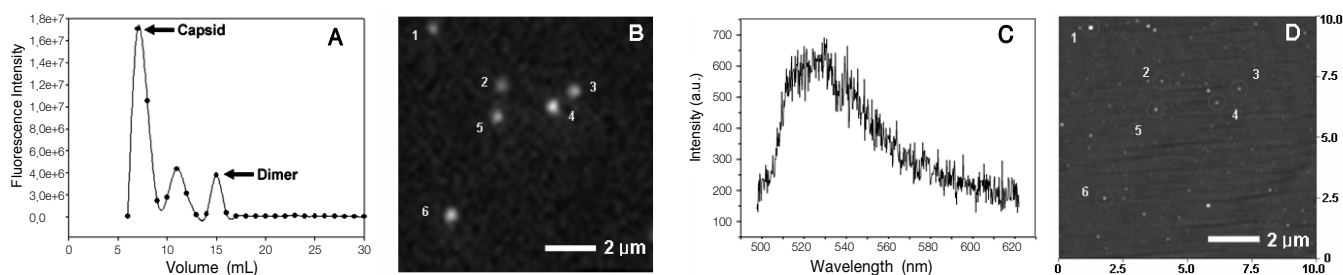 A
Capsid
Dimer
Fluorescence Intensity
1,8e+7
1,6e+7
1,4e+7
1,2e+7
1,0e+7
8,0e+6
6,0e+6
4,0e+6
2,0e+6
0,0
0 5 10 15 20 25 30
Volume (mL)
B
1
2
3
4
5
6
2 µm
C
Intensity (a.u.)
700
600
500
400
300
200
100
500 520 540 560 580 600 620
Wavelength (nm)
D
1
2
3
4
5
6
2 µm
10.0
7.5
5.0
2.5
0
0 2.5 5.0 7.5 10.0